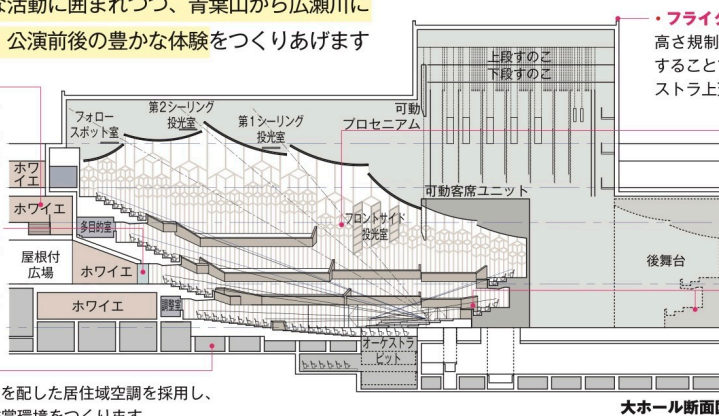 な活動に囲まれつつ、青葉山から広瀬川に
公演前後の豊かな体験をつくりあげます
・フライ
高さ規制
すること
ストラ上
上段すのこ
下段すのこ
フォロー
スポット室
第2シーリング
投光室
第1シーリング
投光室
可動
プロセニアム
ホワ
イエ
ホワイエ
可動客席ユニット
フロントサイド
投光室
多目的室
屋根付
広場
ホワイエ
後舞台
ホワイエ
調整室
オーケストラ
ピット
を配した居住域空調を採用し、
賞環境をつくります
大ホール断面